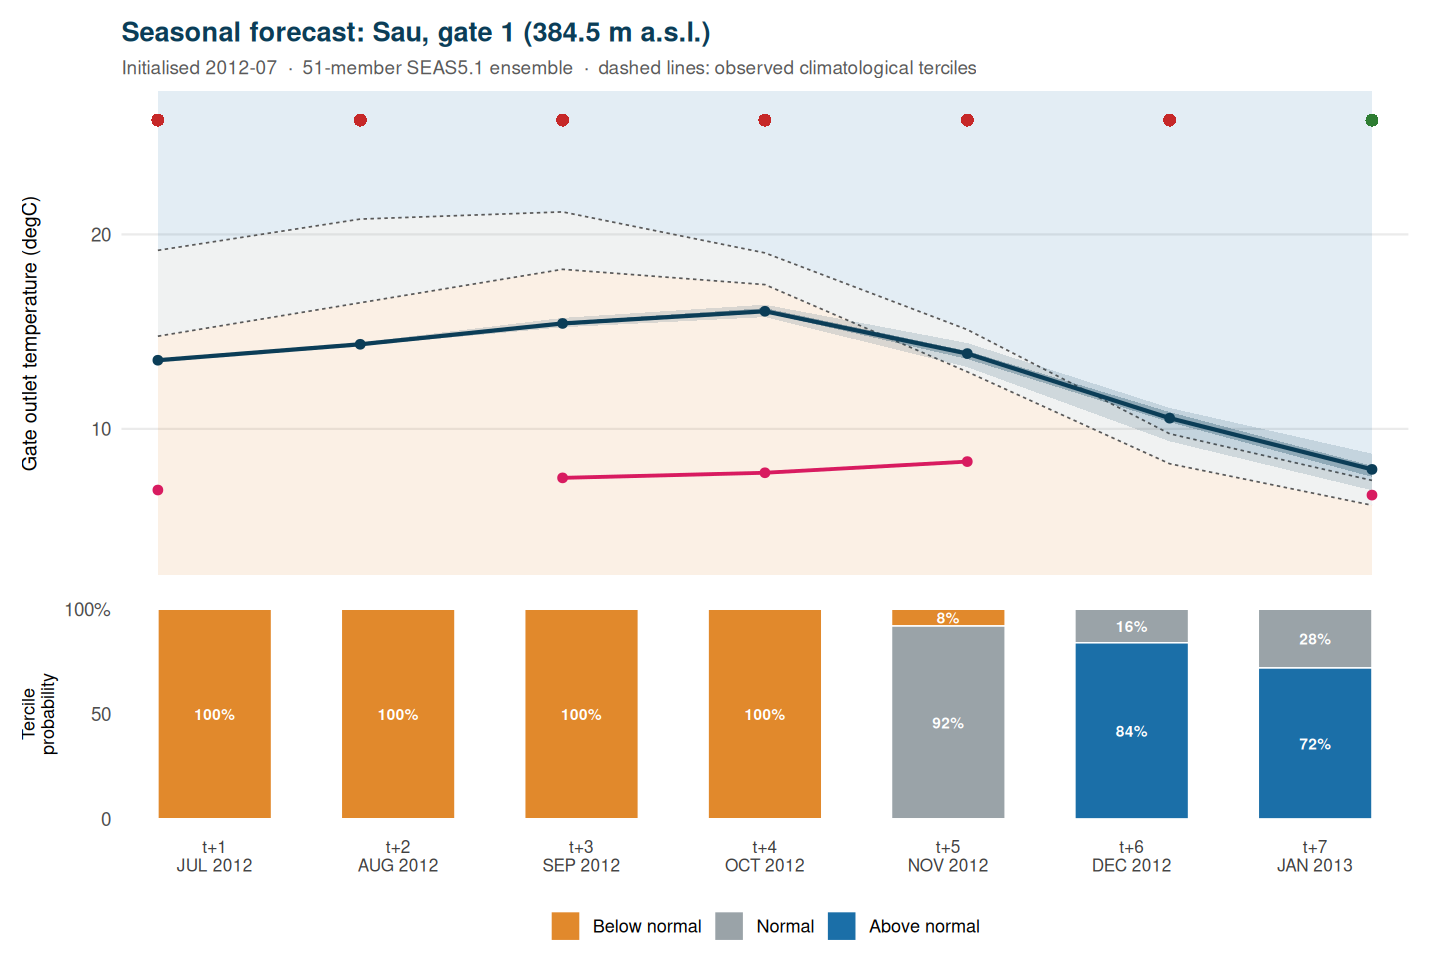 Seasonal forecast: Sau, gate 1 (384.5 m a.s.l.)
Initialised 2012-07 · 51-member SEAS5.1 ensemble · dashed lines: observed climatological terciles
Gate outlet temperature (degC)
20
10
Tercile
probability
100%
50
0
100%
100%
100%
100%
8%
92%
16%
84%
28%
72%
t+1
JUL 2012
t+2
AUG 2012
t+3
SEP 2012
t+4
OCT 2012
t+5
NOV 2012
t+6
DEC 2012
t+7
JAN 2013
Below normal
Normal
Above normal